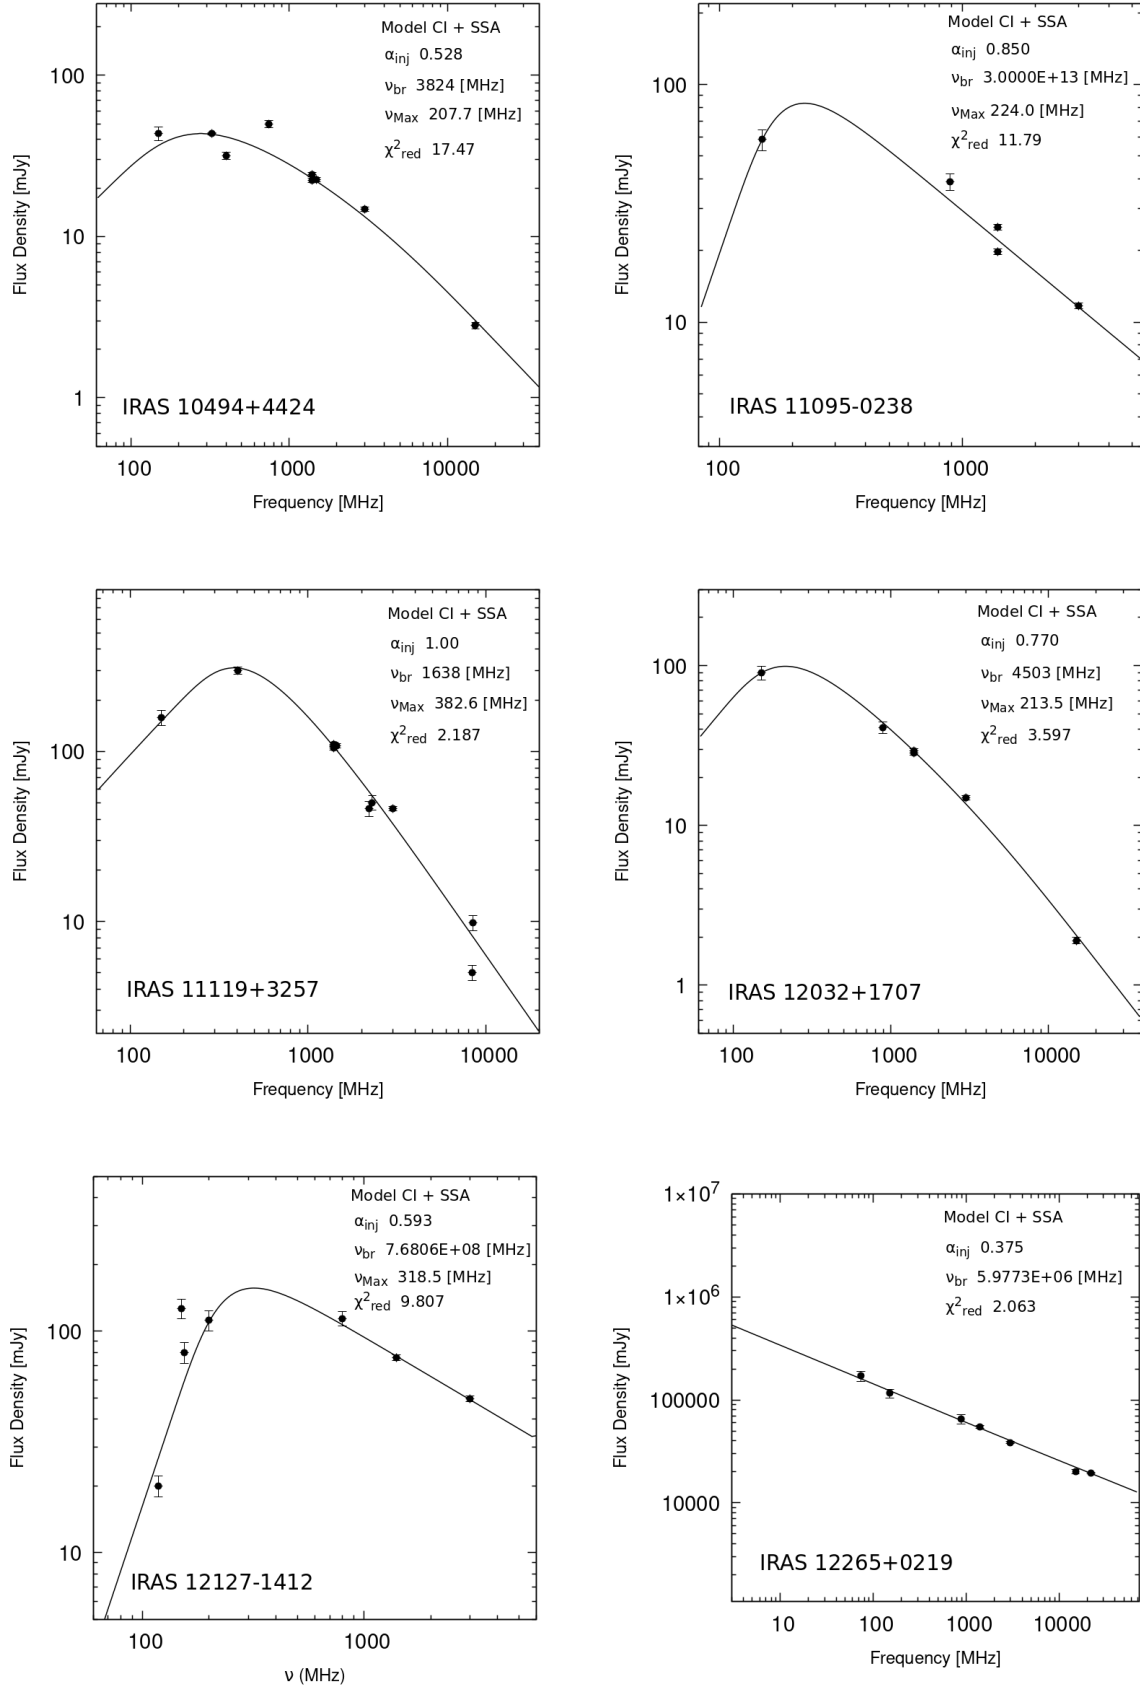 Model CI + SSA
αinj 0.528
νbr 3824 [MHz]
νMax 207.7 [MHz]
χ²red 17.47
100
10
1
Flux Density [mJy]
IRAS 10494+4424
100 1000 10000
Frequency [MHz]
Model CI + SSA
αinj 0.850
νbr 3.0000E+13 [MHz]
νMax 224.0 [MHz]
χ²red 11.79
100
10
Flux Density [mJy]
IRAS 11095-0238
100 1000
Frequency [MHz]
Model CI + SSA
αinj 1.00
νbr 1638 [MHz]
νMax 382.6 [MHz]
χ²red 2.187
100
10
Flux Density [mJy]
IRAS 11119+3257
100 1000 10000
Frequency [MHz]
Model CI + SSA
αinj 0.770
νbr 4503 [MHz]
νMax 213.5 [MHz]
χ²red 3.597
100
10
1
Flux Density [mJy]
IRAS 12032+1707
100 1000 10000
Frequency [MHz]
Model CI + SSA
αinj 0.593
νbr 7.6806E+08 [MHz]
νMax 318.5 [MHz]
χ²red 9.807
100
10
Flux Density [mJy]
IRAS 12127-1412
100 1000
ν (MHz)
Model CI + SSA
αinj 0.375
νbr 5.9773E+06 [MHz]
χ²red 2.063
1×10⁷
1×10⁶
100000
10000
Flux Density [mJy]
IRAS 12265+0219
10 100 1000 10000
Frequency [MHz]